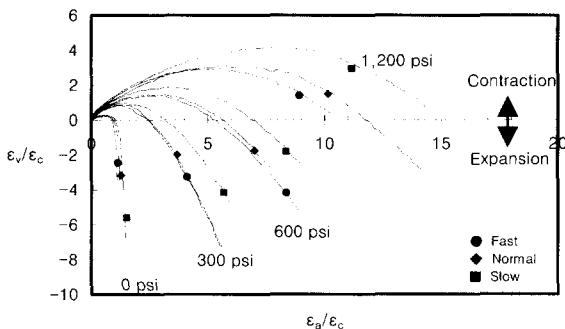 6
4
2
0
−2
−4
−6
−8
−10
0
5
10
15
20
εv/εc
εa/εc
1,200 psi
Contraction
Expansion
600 psi
300 psi
0 psi
Fast
Normal
Slow